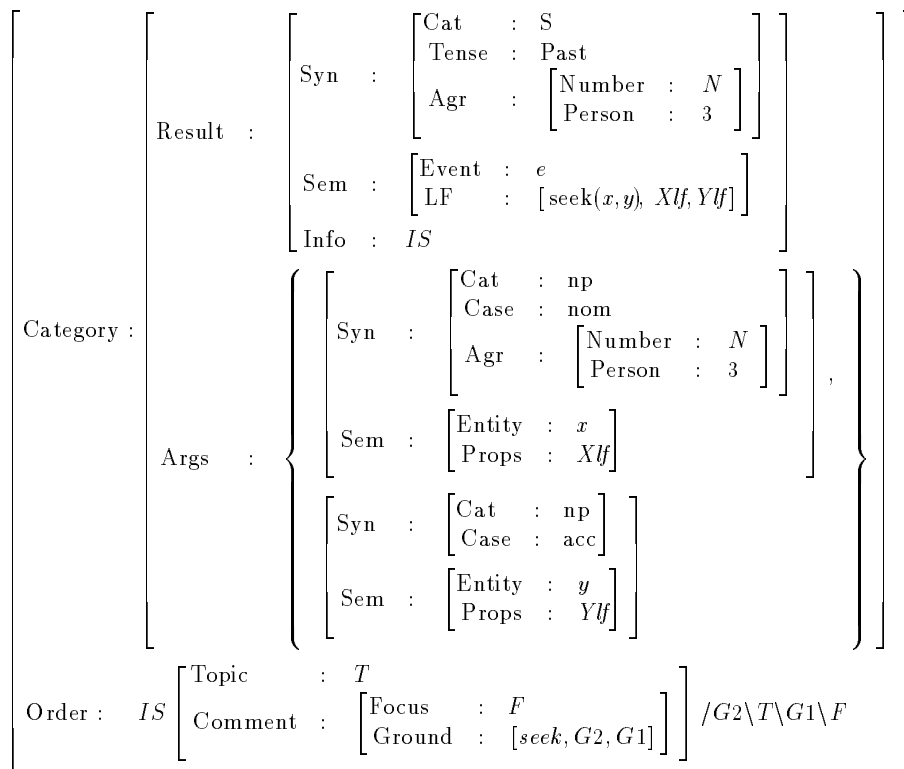 Cat : S
Tense : Past
Syn : Agr : Number : N
Person : 3
Result :
Sem : Event : e
LF : [seek(x,y), Xlf, Ylf]
Info : IS
Category :
Cat : np
Case : nom
Syn : Agr : Number : N
Person : 3
,
Sem : Entity : x
Props : Xlf
Args :
Syn : Cat : np
Case : acc
Sem : Entity : y
Props : Ylf
Topic : T
Order : IS Comment : Focus : F
Ground : [seek, G2, G1]
/G2\T\G1\F